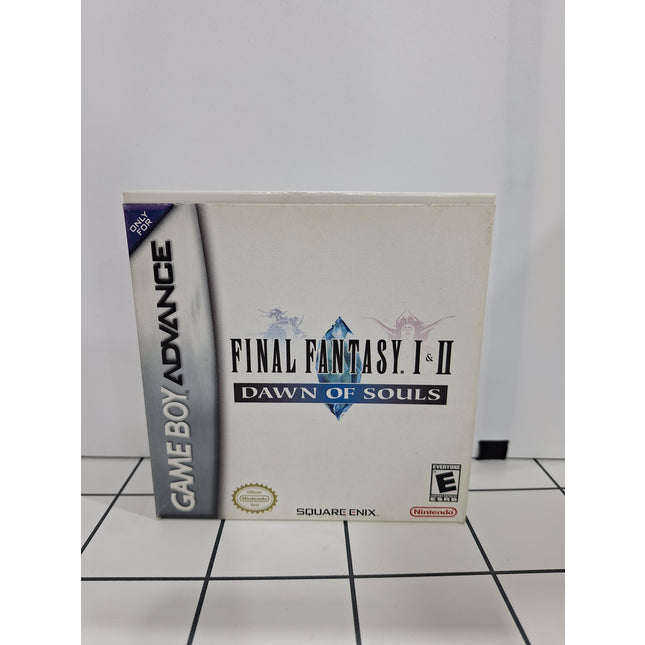 ONLY
FOR
GAME BOY ADVANCE
FINAL FANTASY. I & II
DAWN OF SOULS
Official
Nintendo
Seal
SQUARE ENIX
EVERYONE
E
ESRB
Nintendo